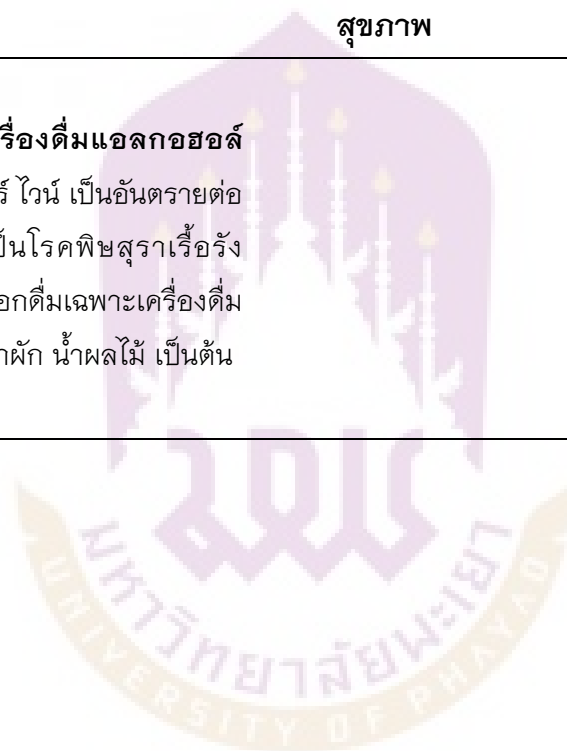 สุขภาพ
รื่องดื่มแอลกอฮอล์
ร์ ไวน์ เป็นอันตรายต่อ
ป็นโรคพิษสุราเรื้อรัง
อกดื่มเฉพาะเครื่องดื่ม
าผัก น้ำผลไม้ เป็นต้น
มหาวิทยาลัยพะเยา
UNIVERSITY OF PHAYAO